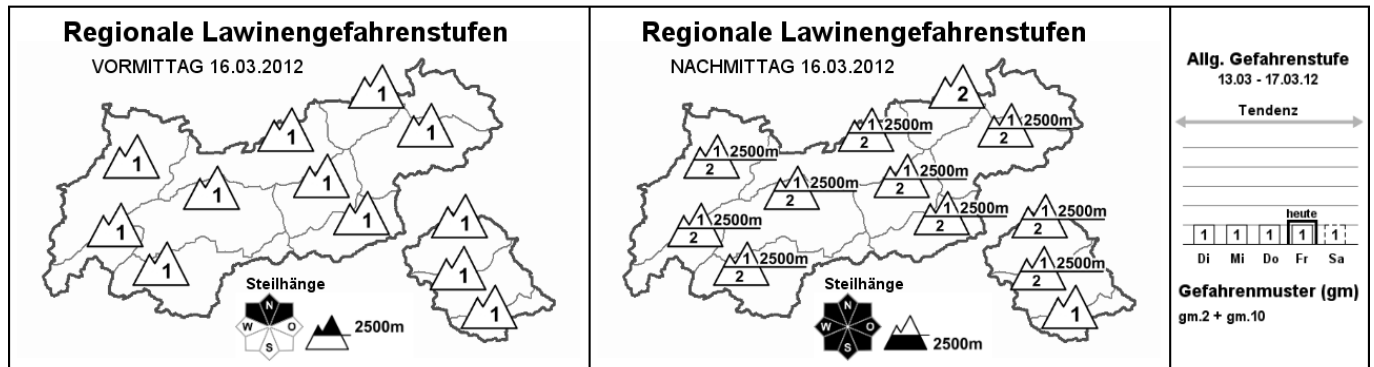 Regionale Lawinengefahrenstufen
VORMITTAG 16.03.2012
1
1
1
1
1
1
1
1
1
1
1
1
1
Steilhänge
N
W O
S
2500m
Regionale Lawinengefahrenstufen
NACHMITTAG 16.03.2012
2
1 2500m
2
1 2500m
2
1 2500m
2
1 2500m
2
1 2500m
2
1 2500m
2
1 2500m
2
1 2500m
2
1 2500m
2
1 2500m
2
1
Steilhänge
N
W O
S
2500m
Allg. Gefahrenstufe
13.03 - 17.03.12
Tendenz
heute
1 1 1 1 1
Di Mi Do Fr Sa
Gefahrenmuster (gm)
gm.2 + gm.10